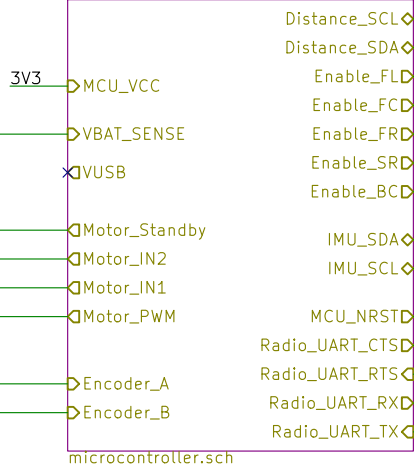 Distance_SCL
Distance_SDA
Enable_FL
3V3
MCU_VCC
Enable_FC
VBAT_SENSE
Enable_FR
Enable_SR
VUSB
Enable_BC
Motor_Standby
IMU_SDA
Motor_IN2
IMU_SCL
Motor_IN1
Motor_PWM
MCU_NRST
Radio_UART_CTS
Radio_UART_RTS
Encoder_A
Radio_UART_RX
Encoder_B
Radio_UART_TX
microcontroller.sch